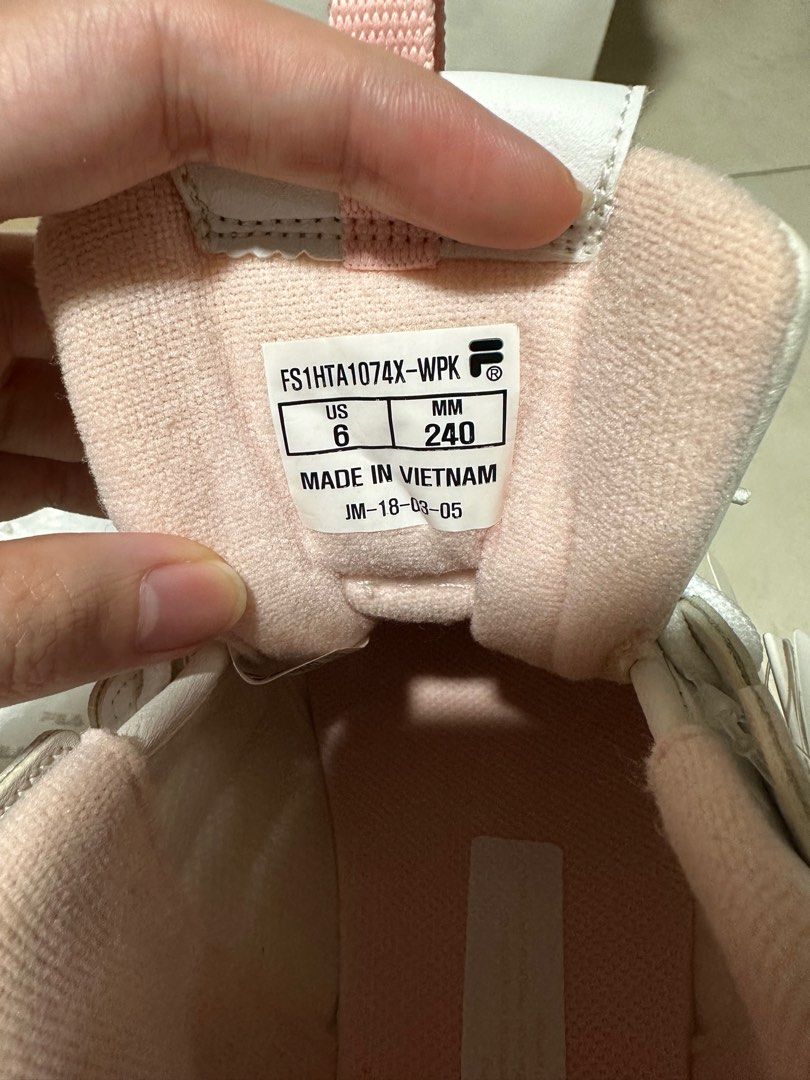 FS1HTA1074X-WPK F®
US MM
6 240
MADE IN VIETNAM
JM-18-03-05